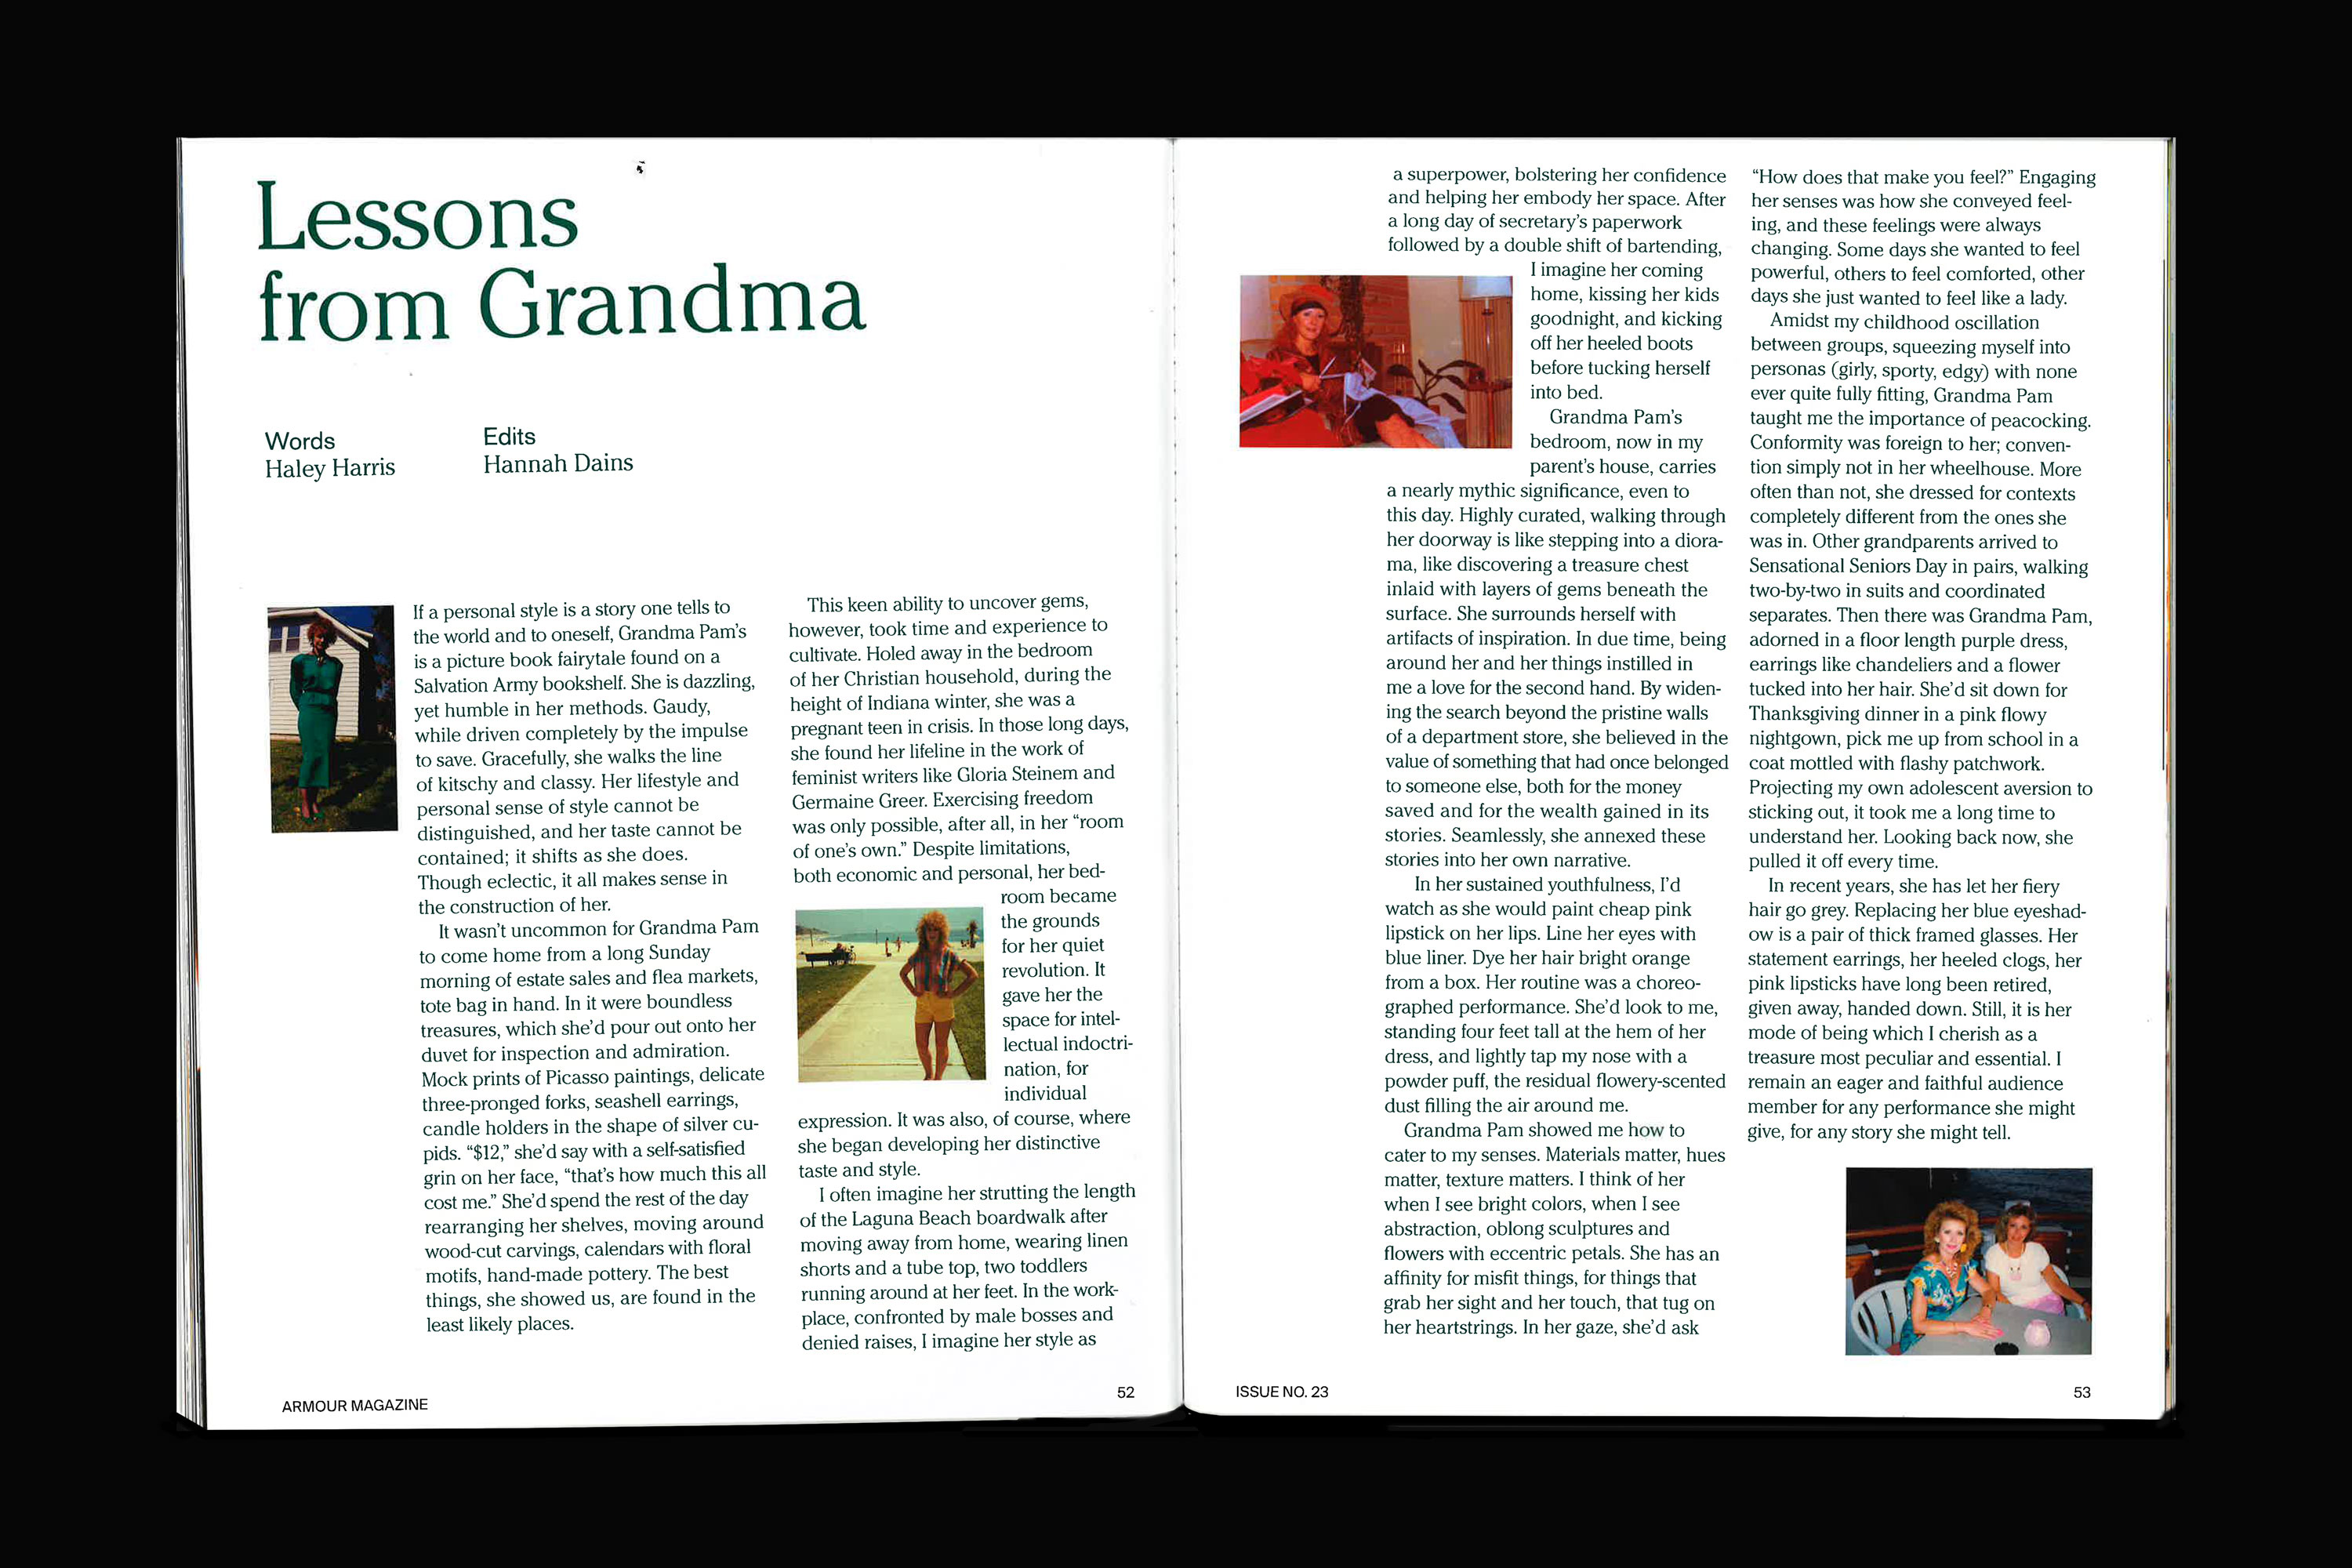 Lessons
from Grandma
Words
Haley Harris
Edits
Hannah Dains
If a personal style is a story one tells to
the world and to oneself, Grandma Pam's
is a picture book fairytale found on a
Salvation Army bookshelf. She is dazzling,
yet humble in her methods. Gaudy,
while driven completely by the impulse
to save. Gracefully, she walks the line
of kitschy and classy. Her lifestyle and
personal sense of style cannot be
distinguished, and her taste cannot be
contained; it shifts as she does.
Though eclectic, it all makes sense in
the construction of her.
It wasn't uncommon for Grandma Pam
to come home from a long Sunday
morning of estate sales and flea markets,
tote bag in hand. In it were boundless
treasures, which she'd pour out onto her
duvet for inspection and admiration.
Mock prints of Picasso paintings, delicate
three-pronged forks, seashell earrings,
candle holders in the shape of silver cu-
pids. “$12,” she'd say with a self-satisfied
grin on her face, “that's how much this all
cost me.” She'd spend the rest of the day
rearranging her shelves, moving around
wood-cut carvings, calendars with floral
motifs, hand-made pottery. The best
things, she showed us, are found in the
least likely places.
This keen ability to uncover gems,
however, took time and experience to
cultivate. Holed away in the bedroom
of her Christian household, during the
height of Indiana winter, she was a
pregnant teen in crisis. In those long days,
she found her lifeline in the work of
feminist writers like Gloria Steinem and
Germaine Greer. Exercising freedom
was only possible, after all, in her “room
of one's own.” Despite limitations,
both economic and personal, her bed-
room became
the grounds
for her quiet
revolution. It
gave her the
space for intel-
lectual indoctri-
nation, for
individual
expression. It was also, of course, where
she began developing her distinctive
taste and style.
I often imagine her strutting the length
of the Laguna Beach boardwalk after
moving away from home, wearing linen
shorts and a tube top, two toddlers
running around at her feet. In the work-
place, confronted by male bosses and
denied raises, I imagine her style as
ARMOUR MAGAZINE
52
a superpower, bolstering her confidence
and helping her embody her space. After
a long day of secretary's paperwork
followed by a double shift of bartending,
I imagine her coming
home, kissing her kids
goodnight, and kicking
off her heeled boots
before tucking herself
into bed.
Grandma Pam's
bedroom, now in my
parent's house, carries
a nearly mythic significance, even to
this day. Highly curated, walking through
her doorway is like stepping into a diora-
ma, like discovering a treasure chest
inlaid with layers of gems beneath the
surface. She surrounds herself with
artifacts of inspiration. In due time, being
around her and her things instilled in
me a love for the second hand. By widen-
ing the search beyond the pristine walls
of a department store, she believed in the
value of something that had once belonged
to someone else, both for the money
saved and for the wealth gained in its
stories. Seamlessly, she annexed these
stories into her own narrative.
In her sustained youthfulness, I'd
watch as she would paint cheap pink
lipstick on her lips. Line her eyes with
blue liner. Dye her hair bright orange
from a box. Her routine was a choreo-
graphed performance. She'd look to me,
standing four feet tall at the hem of her
dress, and lightly tap my nose with a
powder puff, the residual flowery-scented
dust filling the air around me.
Grandma Pam showed me how to
cater to my senses. Materials matter, hues
matter, texture matters. I think of her
when I see bright colors, when I see
abstraction, oblong sculptures and
flowers with eccentric petals. She has an
affinity for misfit things, for things that
grab her sight and her touch, that tug on
her heartstrings. In her gaze, she'd ask
“How does that make you feel?” Engaging
her senses was how she conveyed feel-
ing, and these feelings were always
changing. Some days she wanted to feel
powerful, others to feel comforted, other
days she just wanted to feel like a lady.
Amidst my childhood oscillation
between groups, squeezing myself into
personas (girly, sporty, edgy) with none
ever quite fully fitting, Grandma Pam
taught me the importance of peacocking.
Conformity was foreign to her; conven-
tion simply not in her wheelhouse. More
often than not, she dressed for contexts
completely different from the ones she
was in. Other grandparents arrived to
Sensational Seniors Day in pairs, walking
two-by-two in suits and coordinated
separates. Then there was Grandma Pam,
adorned in a floor length purple dress,
earrings like chandeliers and a flower
tucked into her hair. She'd sit down for
Thanksgiving dinner in a pink flowy
nightgown, pick me up from school in a
coat mottled with flashy patchwork.
Projecting my own adolescent aversion to
sticking out, it took me a long time to
understand her. Looking back now, she
pulled it off every time.
In recent years, she has let her fiery
hair go grey. Replacing her blue eyeshad-
ow is a pair of thick framed glasses. Her
statement earrings, her heeled clogs, her
pink lipsticks have long been retired,
given away, handed down. Still, it is her
mode of being which I cherish as a
treasure most peculiar and essential. I
remain an eager and faithful audience
member for any performance she might
give, for any story she might tell.
ISSUE NO. 23
53